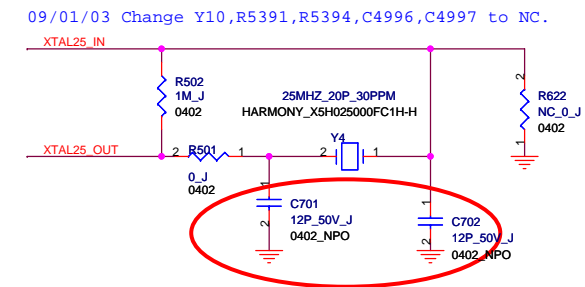 09/01/03 Change Y10,R5391,R5394,C4996,C4997 to NC.
XTAL25_IN
R502
1M_J
0402
25MHZ_20P_30PPM
HARMONY_X5H025000FC1H-H
2
R622
NC_0_J
0402
1
XTAL25_OUT
2
R501
1
0_J
0402
Y4
2
1
1
C701
12P_50V_J
0402_NPO
2
1
C702
12P_50V_J
0402_NPO
2